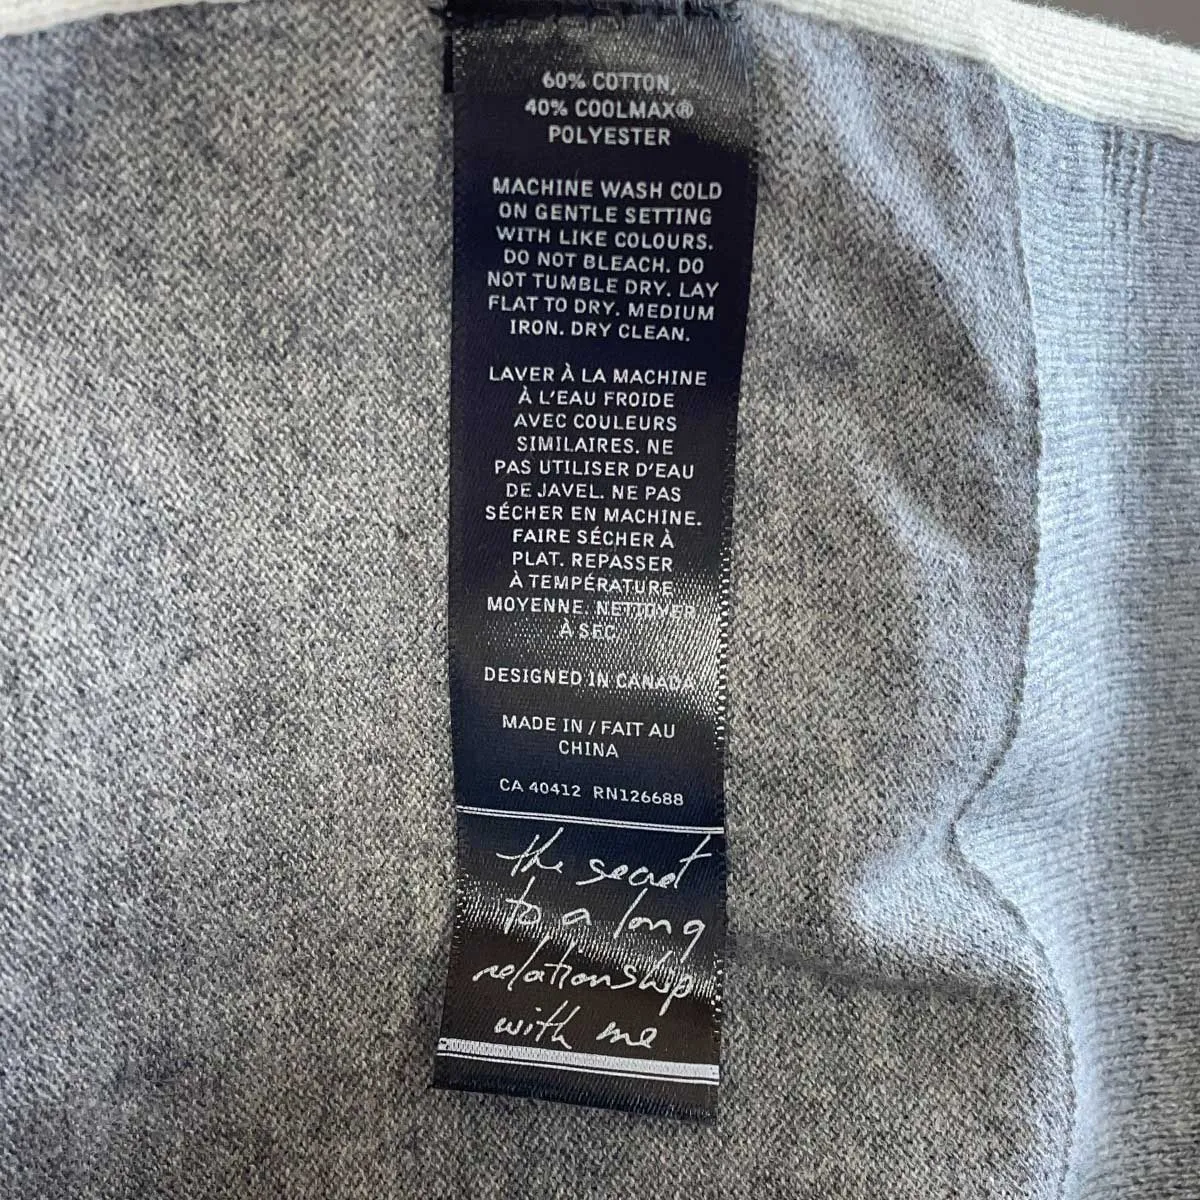 60% COTTON,
40% COOLMAX®
POLYESTER
MACHINE WASH COLD
ON GENTLE SETTING
WITH LIKE COLOURS.
DO NOT BLEACH. DO
NOT TUMBLE DRY. LAY
FLAT TO DRY. MEDIUM
IRON. DRY CLEAN.
LAVER À LA MACHINE
À L'EAU FROIDE
AVEC COULEURS
SIMILAIRES. NE
PAS UTILISER D'EAU
DE JAVEL. NE PAS
SÉCHER EN MACHINE.
FAIRE SÉCHER À
PLAT. REPASSER
À TEMPÉRATURE
MOYENNE. NETTOYER
À SEC.
DESIGNED IN CANADA
MADE IN / FAIT AU
CHINA
CA 40412 RN126688
the secret
to a long
relationship
with me